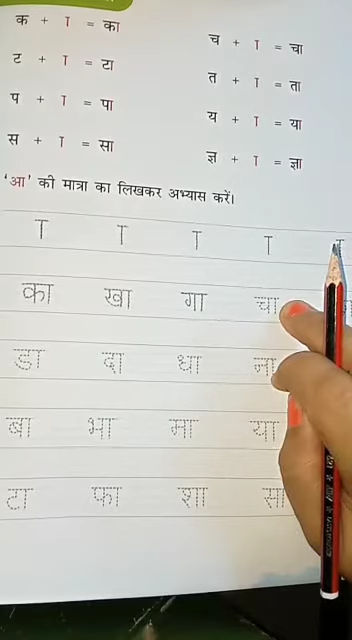 क + ा = का
च + ा = चा
ट + ा = टा
त + ा = ता
प + ा = पा
य + ा = या
स + ा = सा
ज्ञ + ा = ज्ञा
'आ' की मात्रा का लिखकर अभ्यास करें।
ा ा ा ा ा
का खा गा चा
डा दा धा ना
बा भा मा या
टा फा शा सा